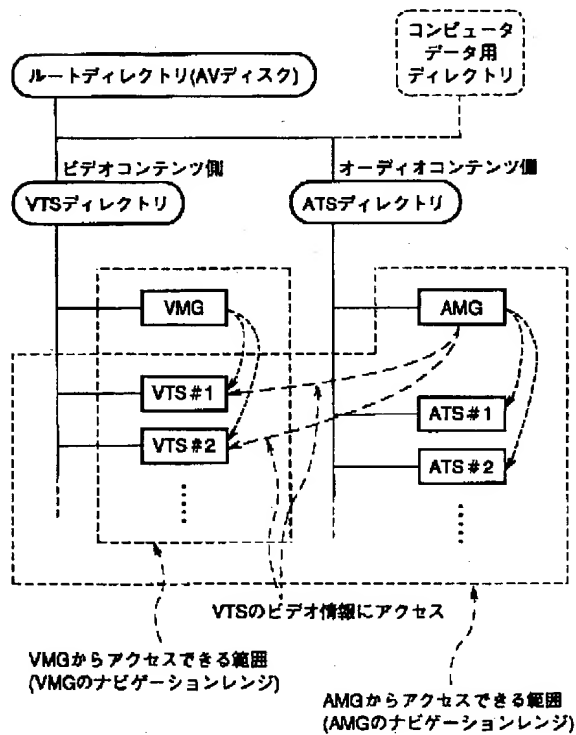 コンピュータ
データ用
ディレクトリ
ルートディレクトリ(AVディスク)
ビデオコンテンツ側
オーディオコンテンツ側
VTSディレクトリ
ATSディレクトリ
VMG
AMG
VTS#1
ATS#1
VTS#2
ATS#2
VTSのビデオ情報にアクセス
VMGからアクセスできる範囲
(VMGのナビゲーションレンジ)
AMGからアクセスできる範囲
(AMGのナビゲーションレンジ)